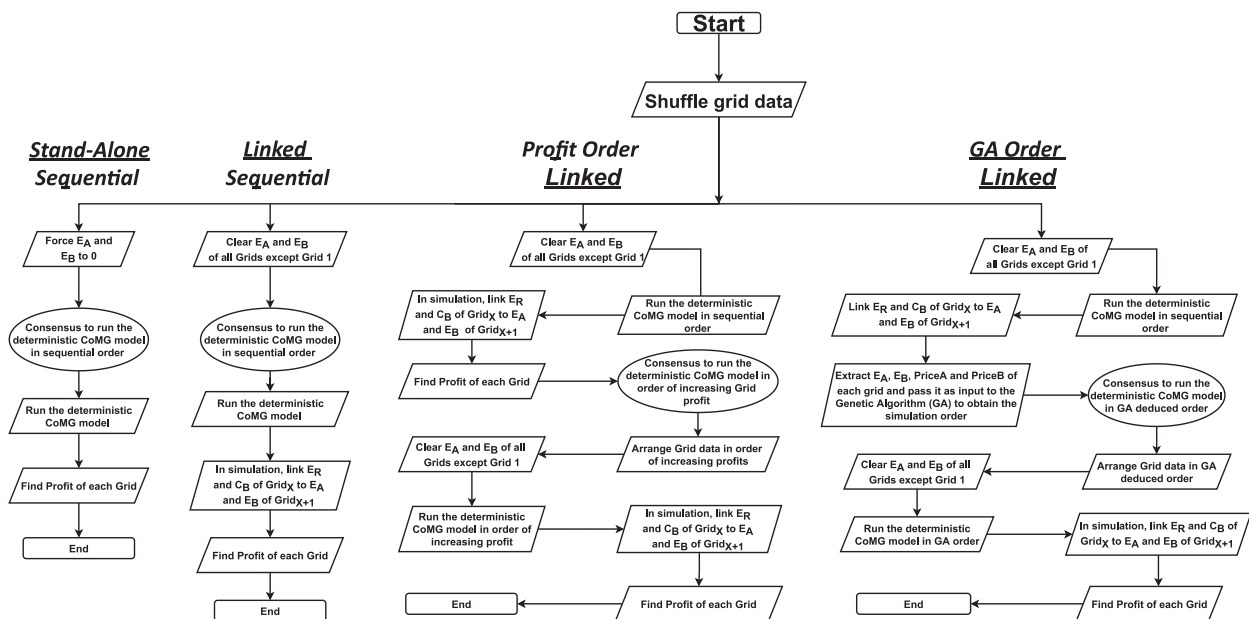 Start
Shuffle grid data
Stand-Alone
Sequential
Linked
Sequential
Profit Order
Linked
GA Order
Linked
Force EA and
EB to 0
Consensus to run the
deterministic CoMG model
in sequential order
Run the deterministic
CoMG model
Find Profit of each Grid
End
Clear EA and EB
of all Grids except Grid 1
Consensus to run the
deterministic CoMG model
in sequential order
Run the deterministic
CoMG model
In simulation, link ER
and CB of GridX to EA
and EB of GridX+1
Find Profit of each Grid
End
Clear EA and EB
of all Grids except Grid 1
Run the deterministic
CoMG model in sequential
order
In simulation, link ER
and CB of GridX to EA
and EB of GridX+1
Find Profit of each Grid
Consensus to run the
deterministic CoMG model in
order of increasing Grid
profit
Arrange Grid data in order
of increasing profits
Clear EA and EB of all
Grids except Grid 1
Run the deterministic
CoMG model in order of
increasing profit
In simulation, link ER
and CB of GridX to EA
and EB of GridX+1
Find Profit of each Grid
End
Clear EA and EB of
all Grids except Grid 1
Run the deterministic
CoMG model in sequential
order
Link ER and CB of GridX to EA
and EB of GridX+1
Extract EA, EB, PriceA and PriceB of
each grid and pass it as input to the
Genetic Algorithm (GA) to obtain the
simulation order
Consensus to run the
deterministic CoMG model
in GA deduced order
Arrange Grid data in GA
deduced order
Clear EA and EB of all
Grids except Grid 1
Run the deterministic
CoMG model in GA order
In simulation, link ER and CB of
GridX to EA and EB of GridX+1
Find Profit of each Grid
End